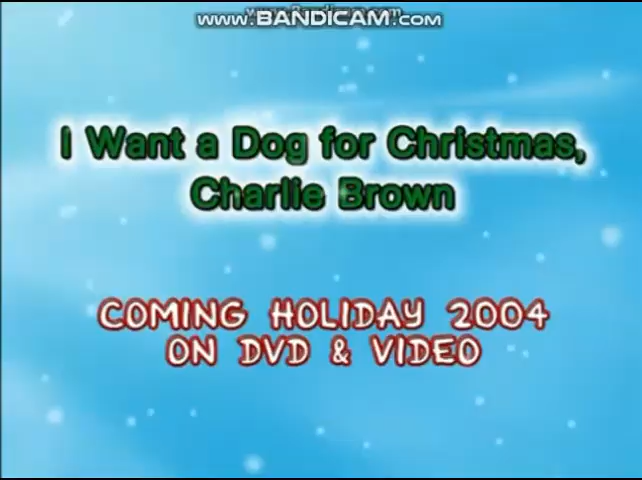 www.BANDICAM.com
I Want a Dog for Christmas,
Charlie Brown
COMING HOLIDAY 2004
ON DVD & VIDEO